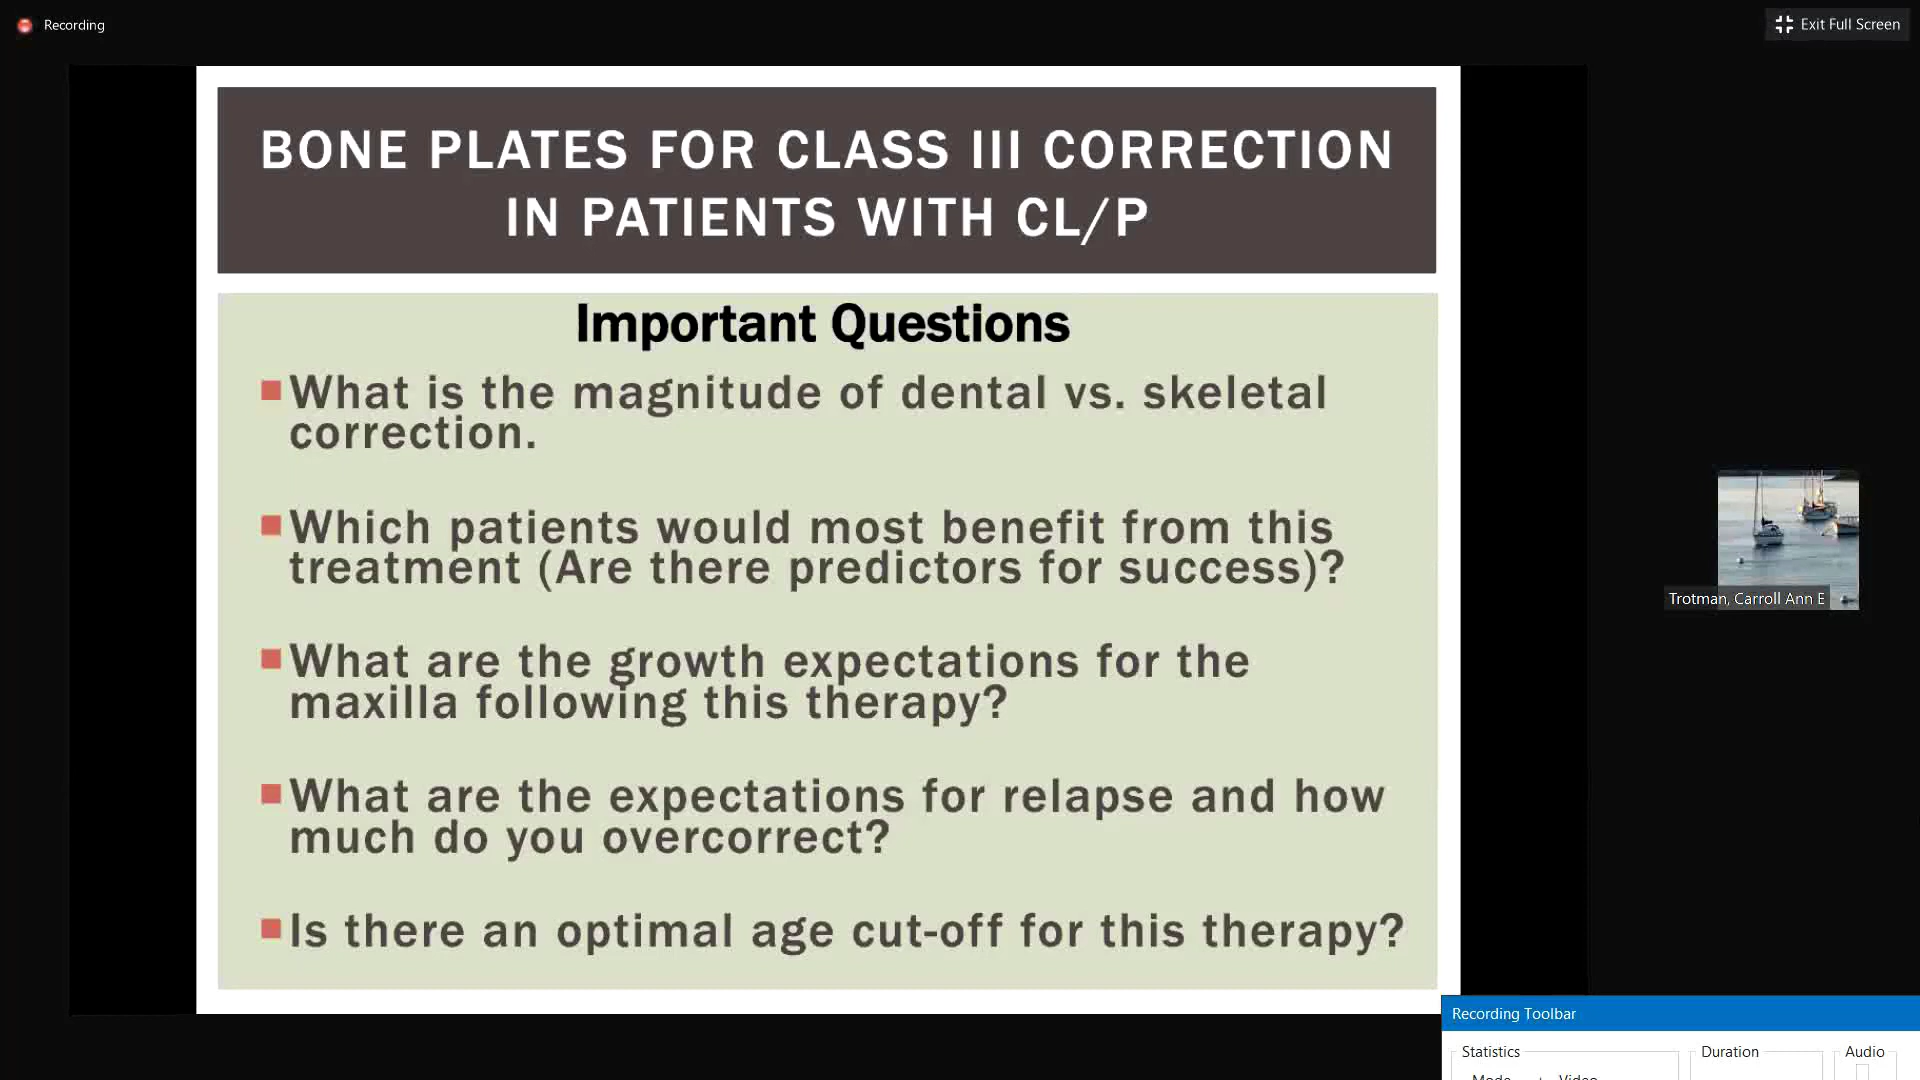 Recording
Exit Full Screen
BONE PLATES FOR CLASS III CORRECTION
IN PATIENTS WITH CL/P
Important Questions
What is the magnitude of dental vs. skeletal
correction.
Which patients would most benefit from this
treatment (Are there predictors for success)?
What are the growth expectations for the
maxilla following this therapy?
What are the expectations for relapse and how
much do you overcorrect?
Is there an optimal age cut-off for this therapy?
Trotman, Carroll Ann E
Recording Toolbar
Statistics
Duration
Audio
Mode
Video